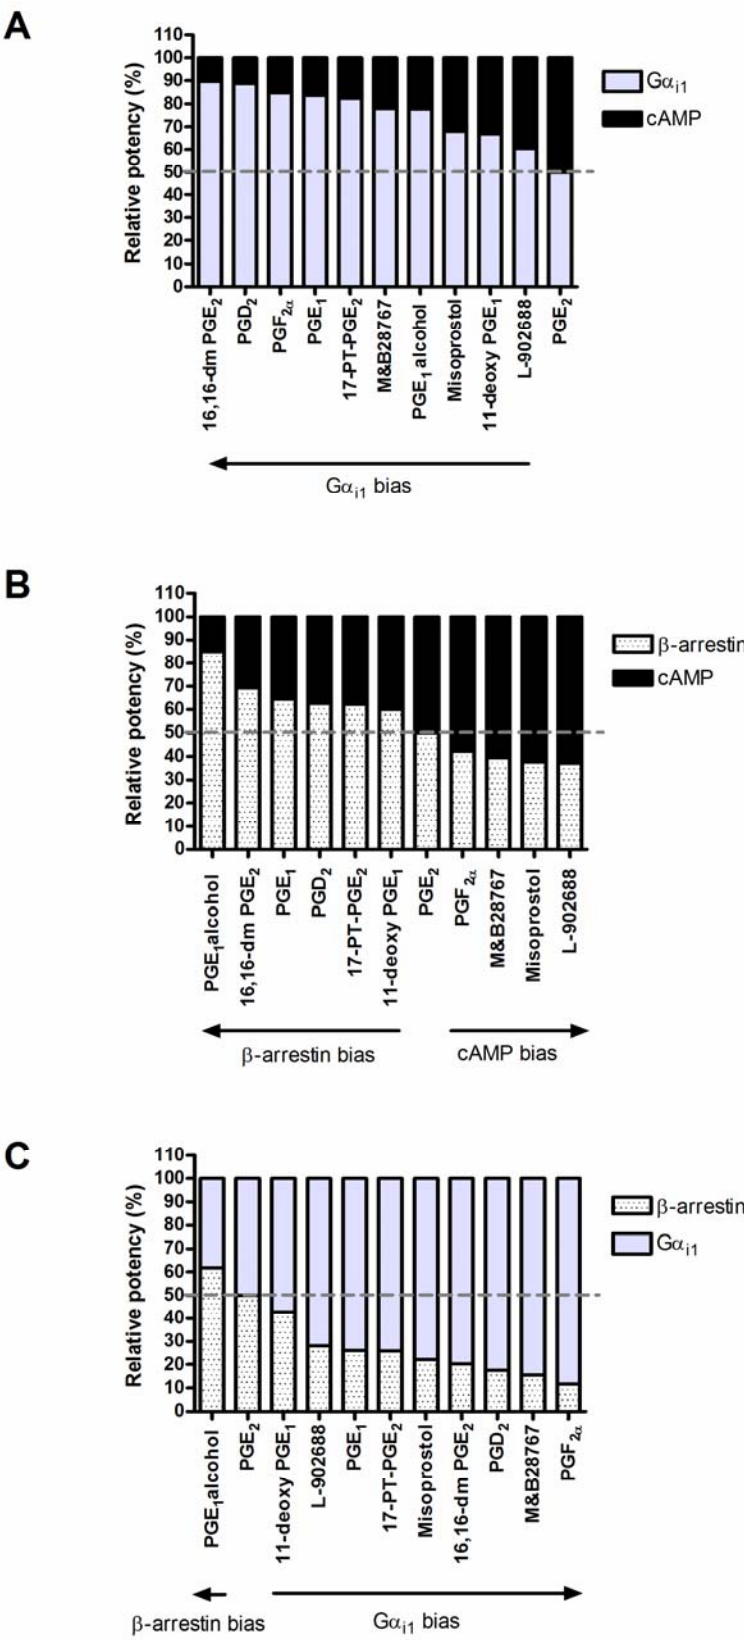 A
Relative potency (%)
110
100
90
80
70
60
50
40
30
20
10
0
Gαi1
cAMP
16,16-dm PGE2
PGD2
PGF2α
PGE1
17-PT-PGE2
M&B28767
PGE1 alcohol
Misoprostol
11-deoxy PGE1
L-902688
PGE2
Gαi1 bias
B
Relative potency (%)
110
100
90
80
70
60
50
40
30
20
10
0
β-arrestin
cAMP
PGE1alcohol
16,16-dm PGE2
PGE1
PGD2
17-PT-PGE2
11-deoxy PGE1
PGE2
PGF2α
M&B28767
Misoprostol
L-902688
β-arrestin bias
cAMP bias
C
Relative potency (%)
110
100
90
80
70
60
50
40
30
20
10
0
β-arrestin
Gαi1
PGE1alcohol
PGE2
11-deoxy PGE1
L-902688
PGE1
17-PT-PGE2
Misoprostol
16,16-dm PGE2
PGD2
M&B28767
PGF2α
β-arrestin bias
Gαi1 bias